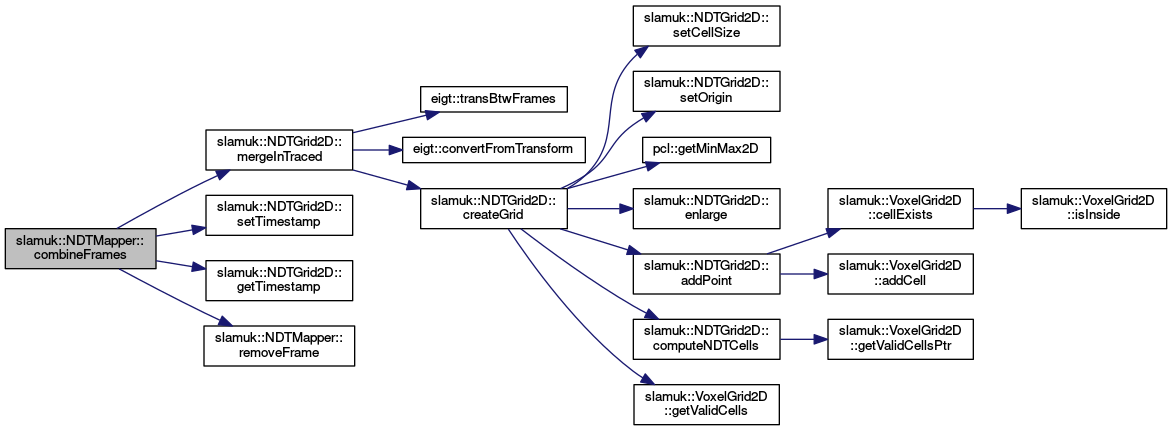 slamuk::NDTMapper::
combineFrames
slamuk::NDTGrid2D::
mergeInTraced
slamuk::NDTGrid2D::
setTimestamp
slamuk::NDTGrid2D::
getTimestamp
slamuk::NDTMapper::
removeFrame
eigt::transBtwFrames
eigt::convertFromTransform
slamuk::NDTGrid2D::
createGrid
slamuk::NDTGrid2D::
setCellSize
slamuk::NDTGrid2D::
setOrigin
pcl::getMinMax2D
slamuk::NDTGrid2D::
enlarge
slamuk::NDTGrid2D::
addPoint
slamuk::NDTGrid2D::
computeNDTCells
slamuk::VoxelGrid2D
::getValidCells
slamuk::VoxelGrid2D
::cellExists
slamuk::VoxelGrid2D
::addCell
slamuk::VoxelGrid2D
::getValidCellsPtr
slamuk::VoxelGrid2D
::isInside